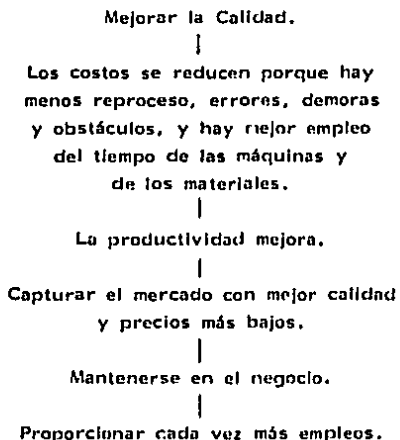 Mejorar la Calidad.
Los costos se reducen porque hay
menos reproceso, errores, demoras
y obstáculos, y hay mejor empleo
del tiempo de las máquinas y
de los materiales.
La productividad mejora.
Capturar el mercado con mejor calidad
y precios más bajos.
Mantenerse en el negocio.
Proporcionar cada vez más empleos.